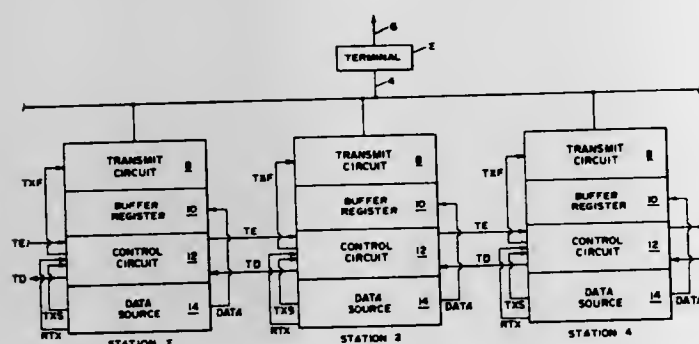 6
TERMINAL
4
TRANSMIT
CIRCUIT 8
TXF
BUFFER
REGISTER 10
TE
CONTROL
CIRCUIT 12
TD
DATA
SOURCE 14
TXS
RTX
DATA
STATION
TE
TD
TRANSMIT
CIRCUIT 8
TXF
BUFFER
REGISTER 10
CONTROL
CIRCUIT 12
DATA
SOURCE 14
TXS
RTX
DATA
STATION 3
TE
TD
TRANSMIT
CIRCUIT 8
TXF
BUFFER
REGISTER 10
CONTROL
CIRCUIT 12
DATA
SOURCE 14
TXS
RTX
DATA
STATION 4
TE